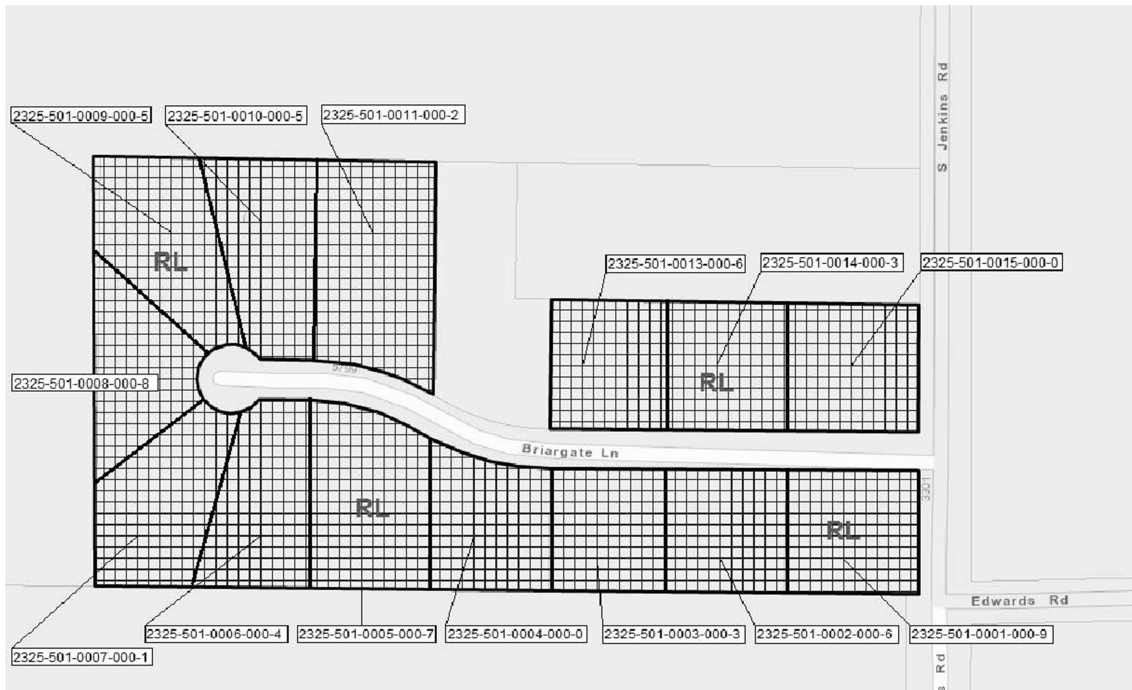 S Jenkins Rd
2325-501-0009-000-5
2325-501-0010-000-5
2325-501-0011-000-2
RL
2325-501-0013-000-6
2325-501-0014-000-3
2325-501-0015-000-0
5799
RL
2325-501-0008-000-8
Briargate Ln
3301
RL
RL
Edwards Rd
2325-501-0007-000-1
2325-501-0006-000-4
2325-501-0005-000-7
2325-501-0004-000-0
2325-501-0003-000-3
2325-501-0002-000-6
2325-501-0001-000-9
s Rd